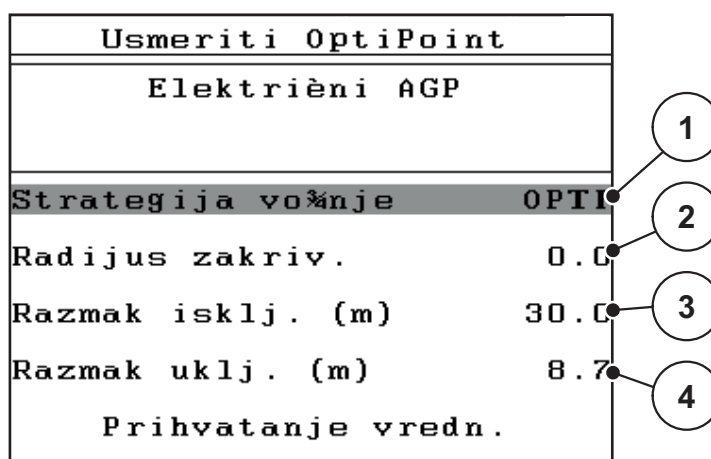 Usmeriti OptiPoint
Elektrièni AGP
Strategija vo¾nje OPTI
Radijus zakriv. 0.0
Razmak isklj. (m) 30.0
Razmak uklj. (m) 8.7
Prihvatanje vredn.
1
2
3
4